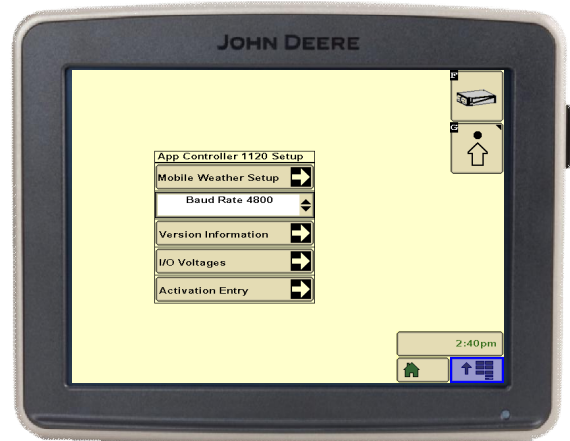 JOHN DEERE
F
G
App Controller 1120 Setup
Mobile Weather Setup
Baud Rate 4800
Version Information
I/O Voltages
Activation Entry
2:40pm